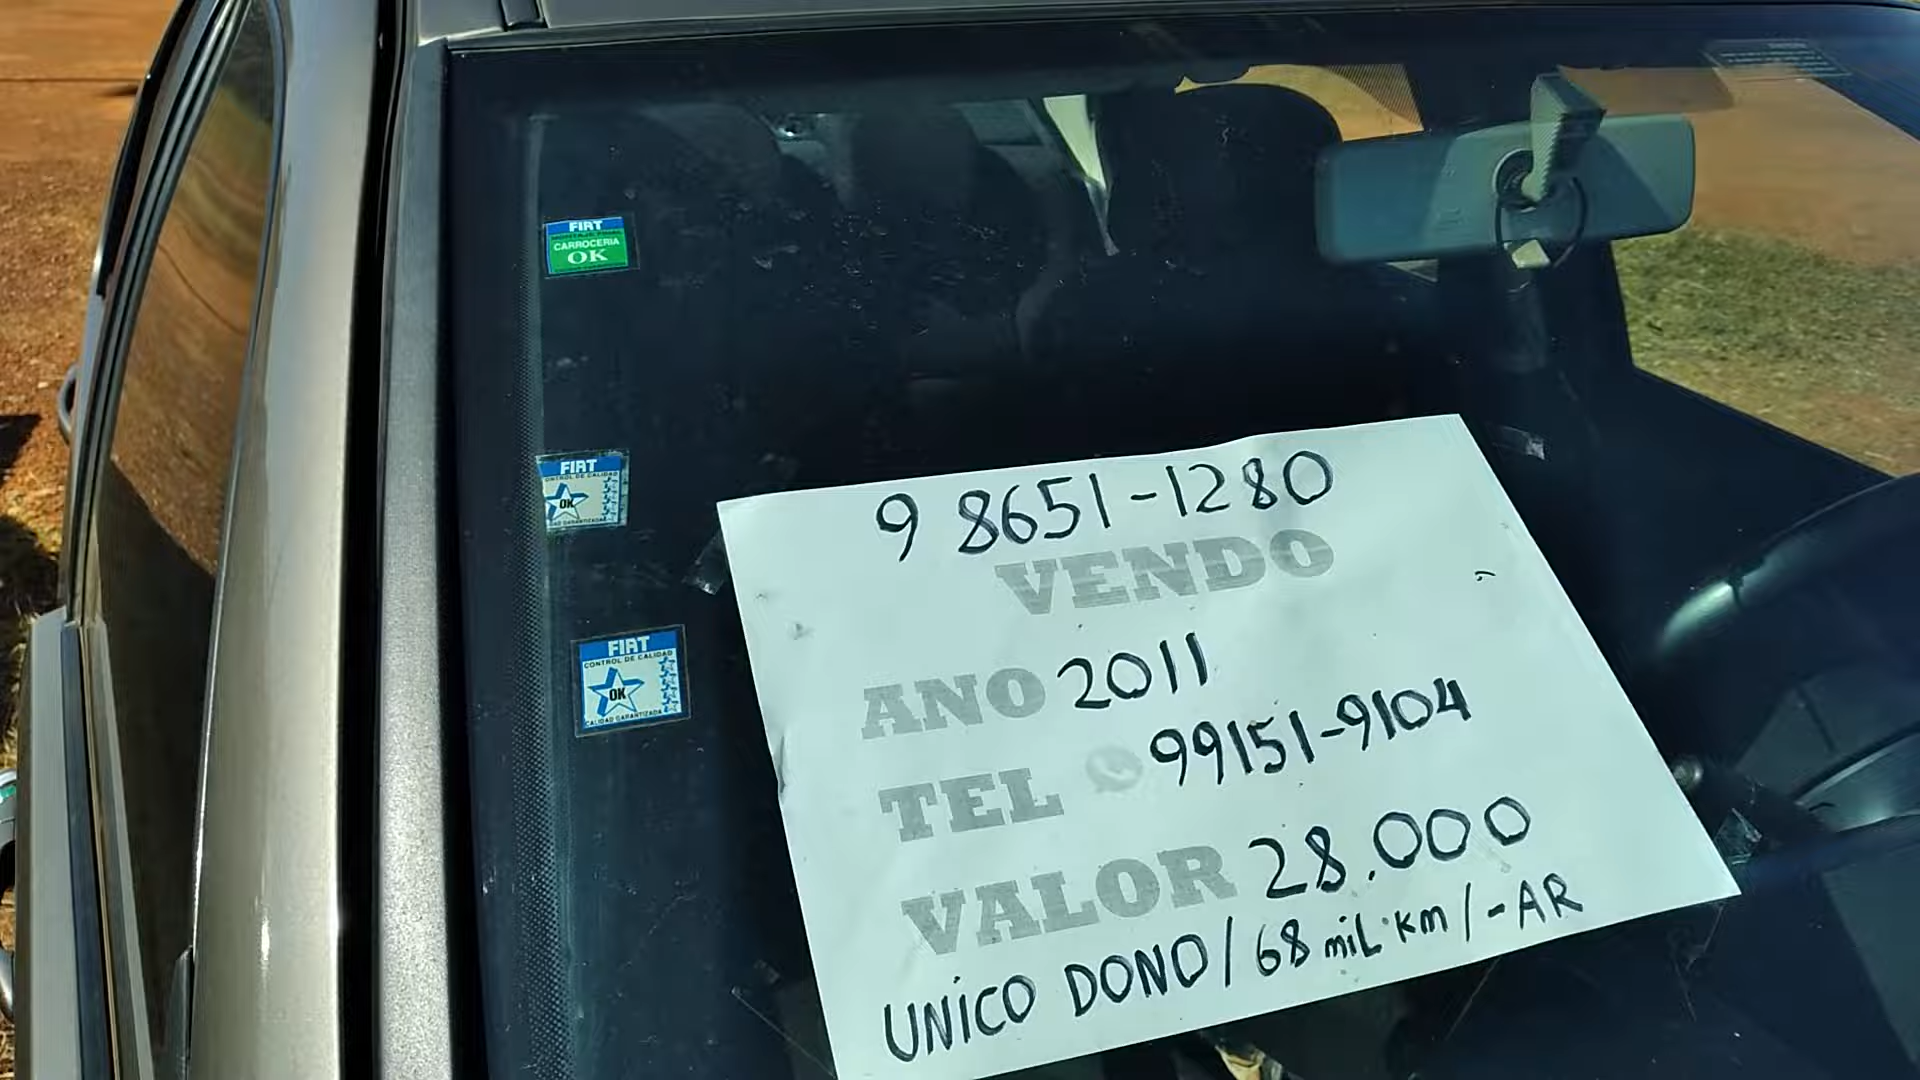 FIAT
CARROCERIA
OK
FIAT
CONTROL DE CALIDAD
OK
FIAT
CONTROL DE CALIDAD
OK
CALIDAD GARANTIZADA
9 8651-1280
VENDO
ANO 2011
TEL 99151-9104
VALOR 28.000
UNICO DONO / 68 miL km / -AR